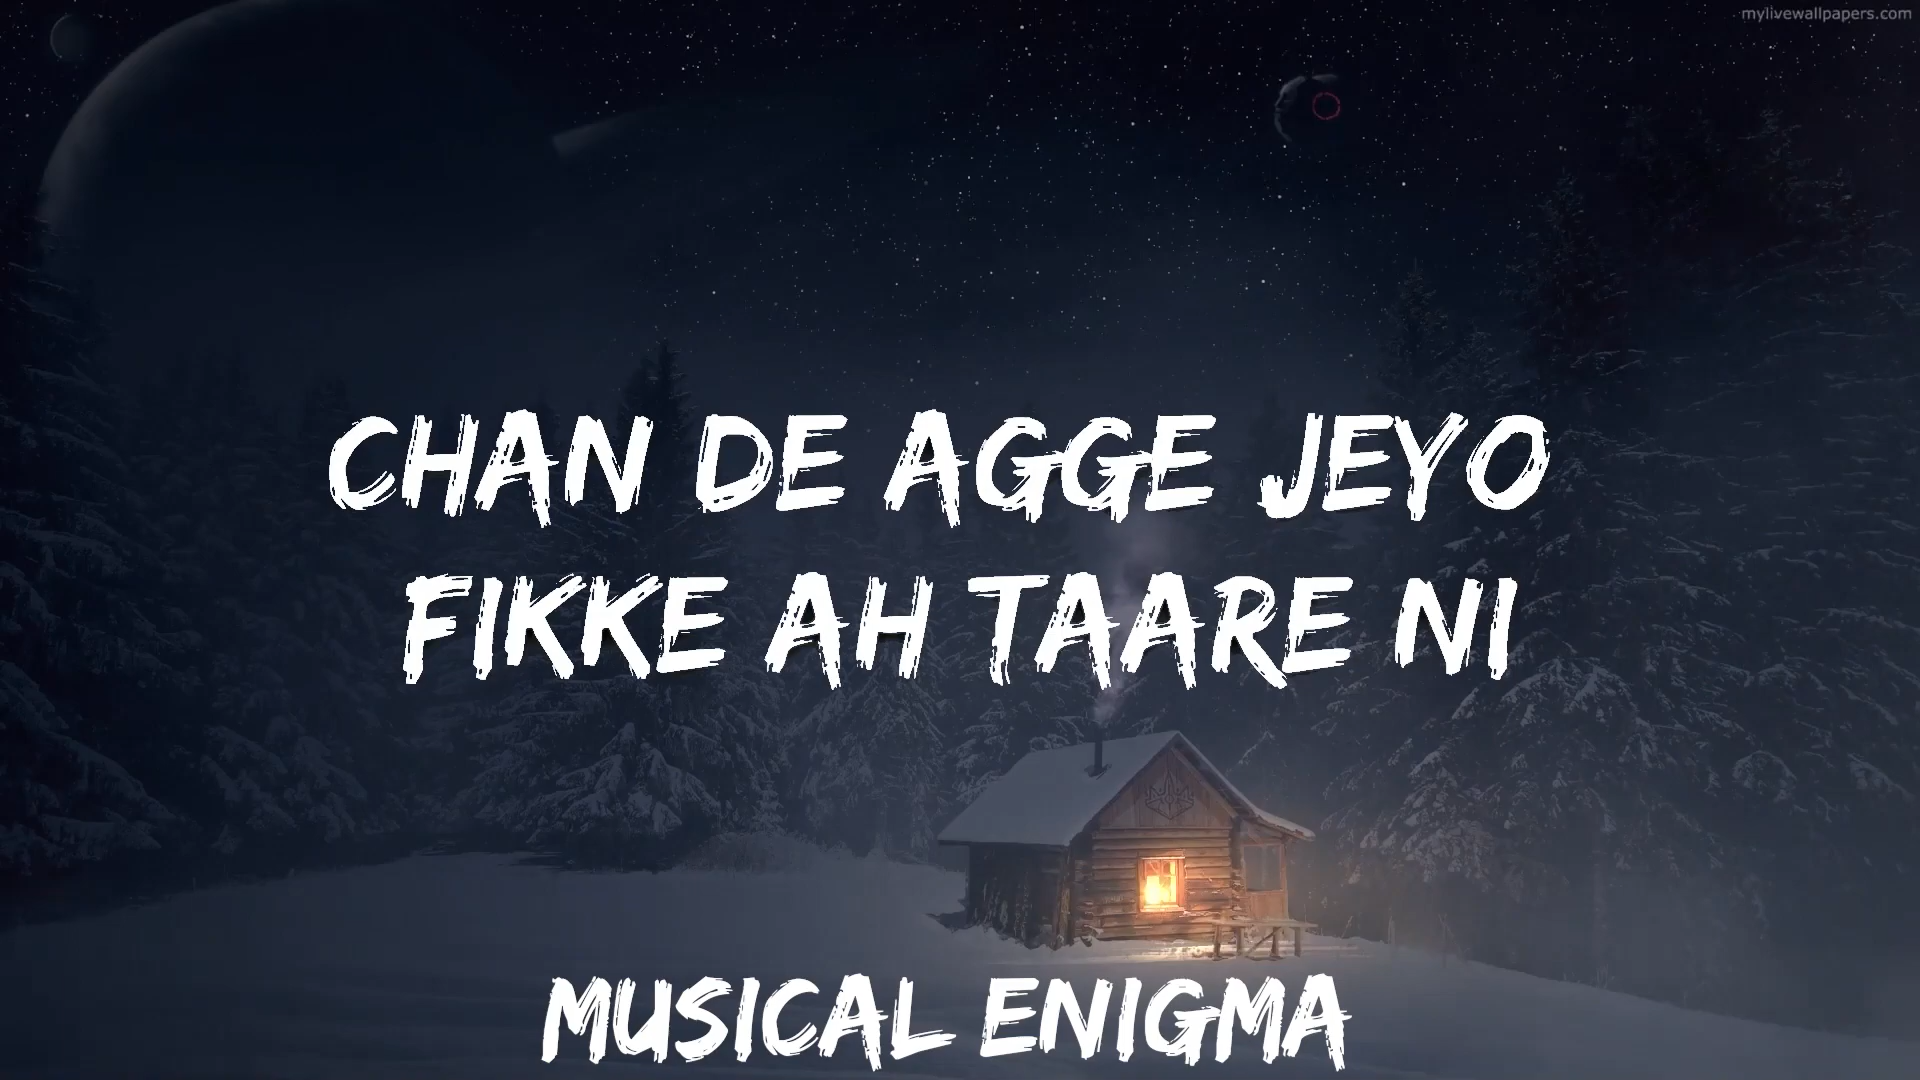 mylivewallpapers.com
CHAN DE AGGE JEYO
FIKKE AH TAARE NI
MUSICAL ENIGMA